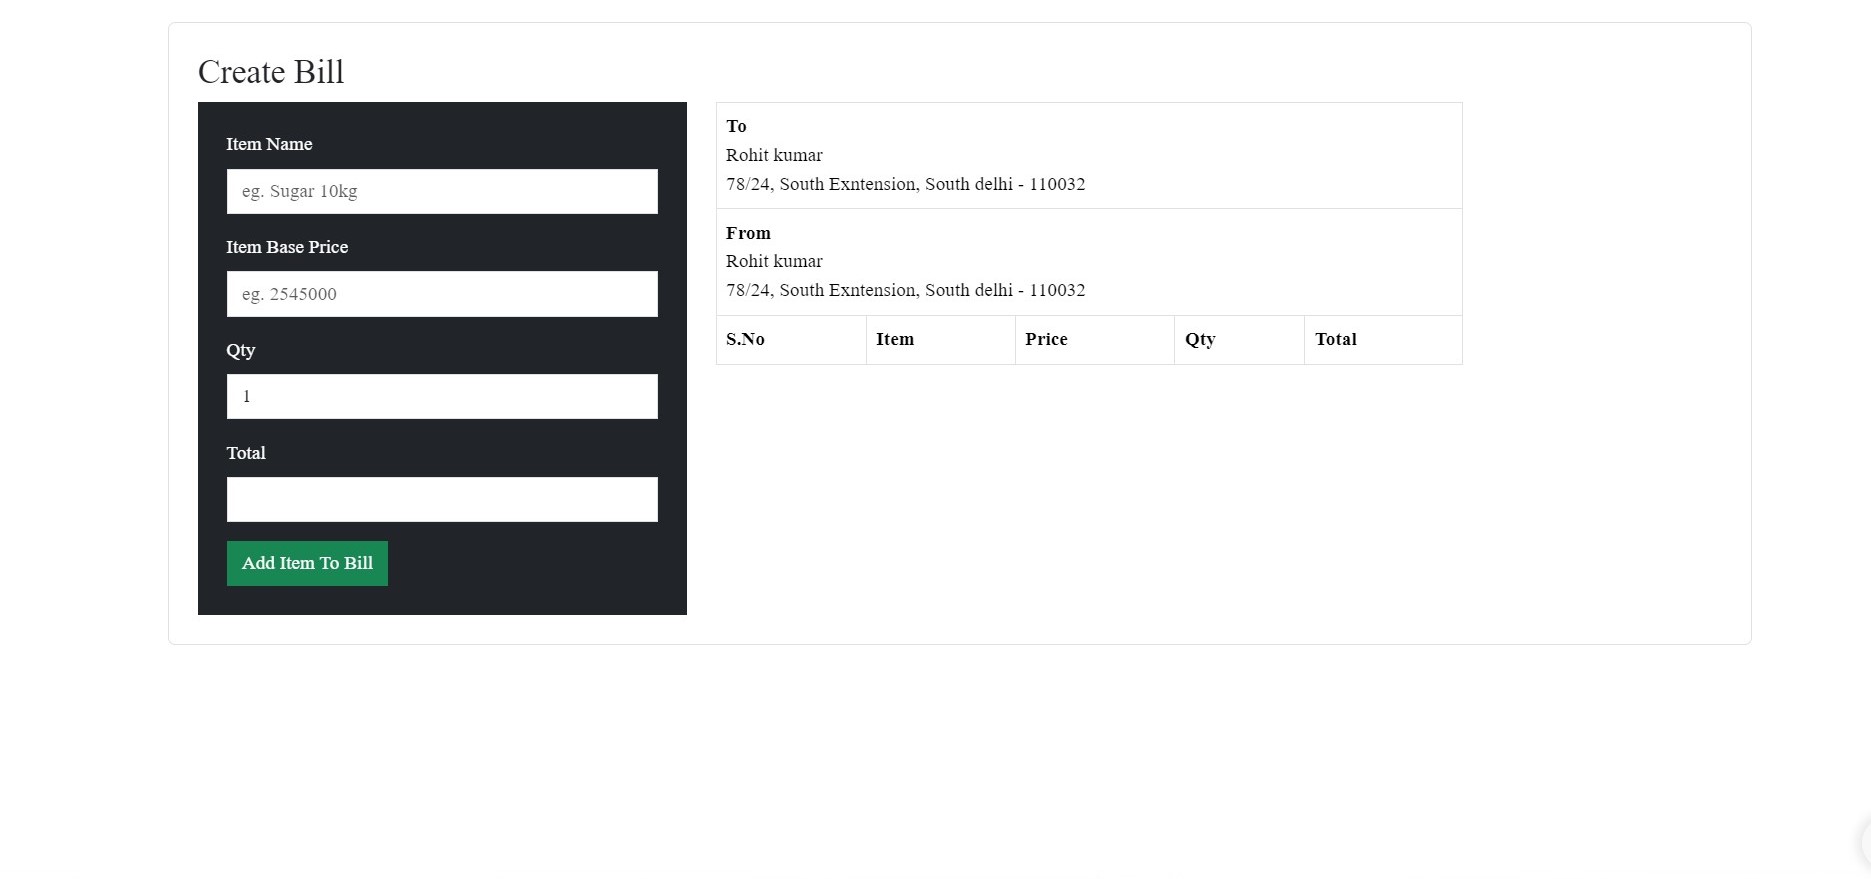 Create Bill
Item Name
eg. Sugar 10kg
Item Base Price
eg. 2545000
Qty
1
Total
Add Item To Bill
To
Rohit kumar
78/24, South Exntension, South delhi - 110032
From
Rohit kumar
78/24, South Exntension, South delhi - 110032
S.No Item Price Qty Total